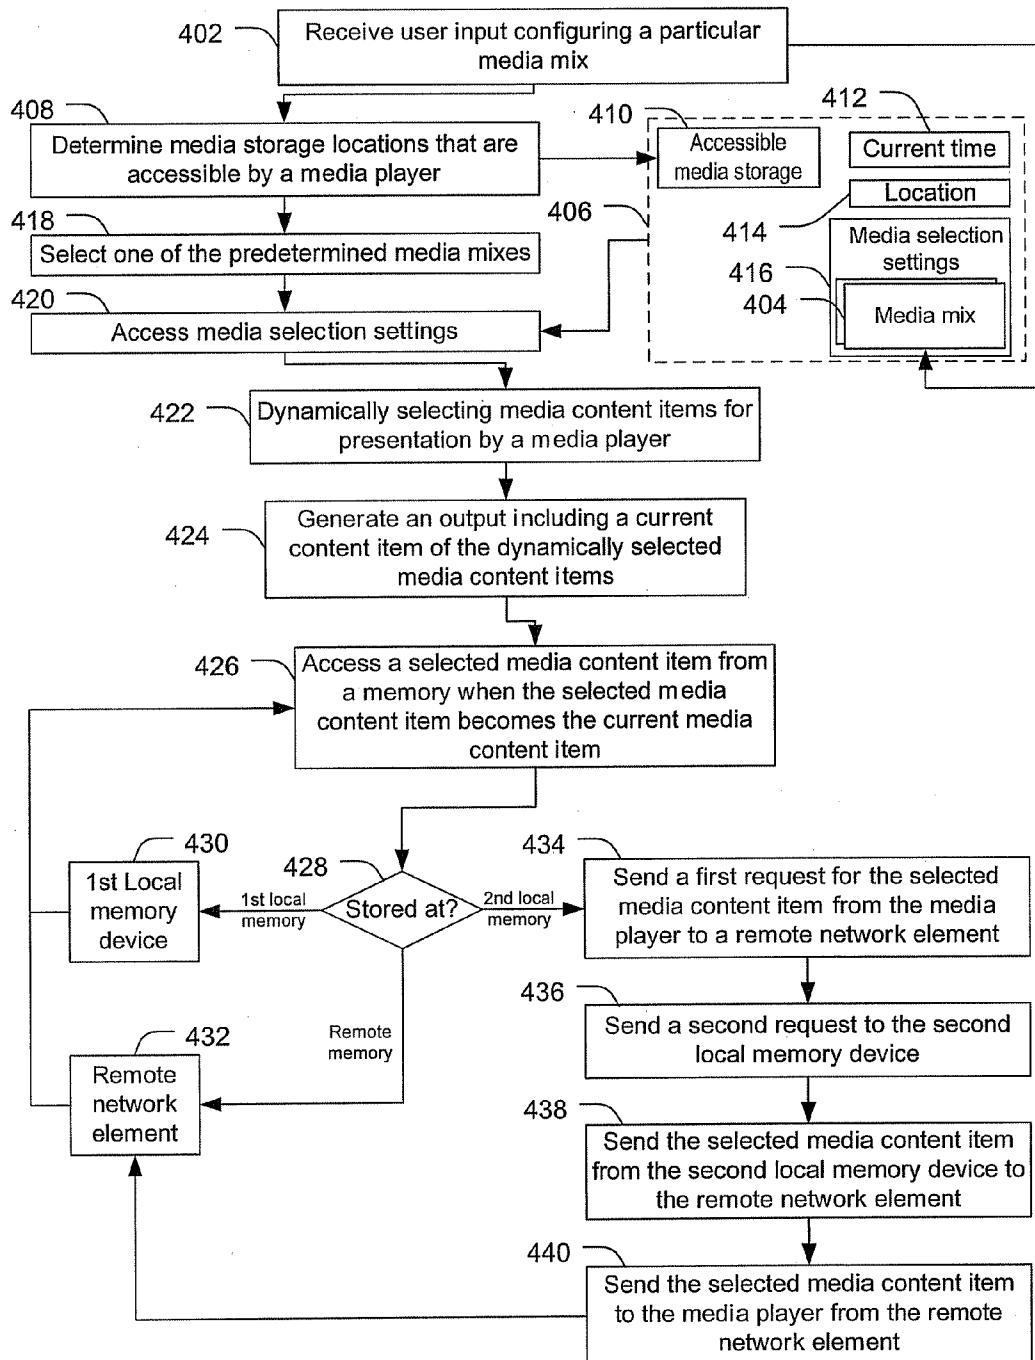 402
Receive user input configuring a particular
media mix
408
Determine media storage locations that are
accessible by a media player
410
Accessible
media storage
412
Current time
406
Location
414
418
Select one of the predetermined media mixes
Media selection
settings
416
404
Media mix
420
Access media selection settings
422
Dynamically selecting media content items for
presentation by a media player
424
Generate an output including a current
content item of the dynamically selected
media content items
426
Access a selected media content item from
a memory when the selected media
content item becomes the current media
content item
430
1st Local
memory
device
428
Stored at?
1st local
memory
2nd local
memory
Remote
memory
432
Remote
network
element
434
Send a first request for the selected
media content item from the media
player to a remote network element
436
Send a second request to the second
local memory device
438
Send the selected media content item
from the second local memory device to
the remote network element
440
Send the selected media content item
to the media player from the remote
network element